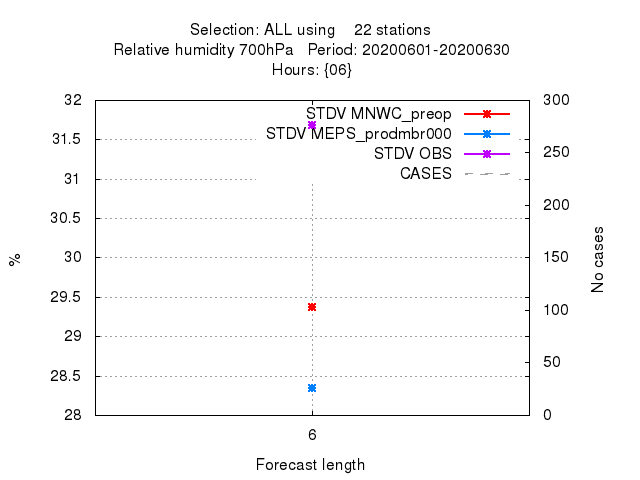 Selection: ALL using 22 stations
Relative humidity 700hPa Period: 20200601-20200630
Hours: {06}
32
31.5
31
30.5
30
29.5
29
28.5
28
%
STDV MNWC_preop
STDV MEPS_prodmbr000
STDV OBS
CASES
300
250
200
150
100
50
0
No cases
6
Forecast length